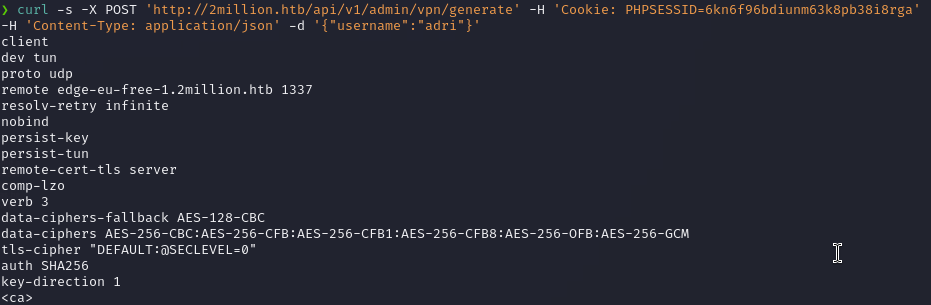 ❯ curl -s -X POST 'http://2million.htb/api/v1/admin/vpn/generate' -H 'Cookie: PHPSESSID=6kn6f96bdiunm63k8pb38i8rga'
-H 'Content-Type: application/json' -d '{"username":"adri"}'
client
dev tun
proto udp
remote edge-eu-free-1.2million.htb 1337
resolv-retry infinite
nobind
persist-key
persist-tun
remote-cert-tls server
comp-lzo
verb 3
data-ciphers-fallback AES-128-CBC
data-ciphers AES-256-CBC:AES-256-CFB:AES-256-CFB1:AES-256-CFB8:AES-256-OFB:AES-256-GCM
tls-cipher "DEFAULT:@SECLEVEL=0"
auth SHA256
key-direction 1
<ca>